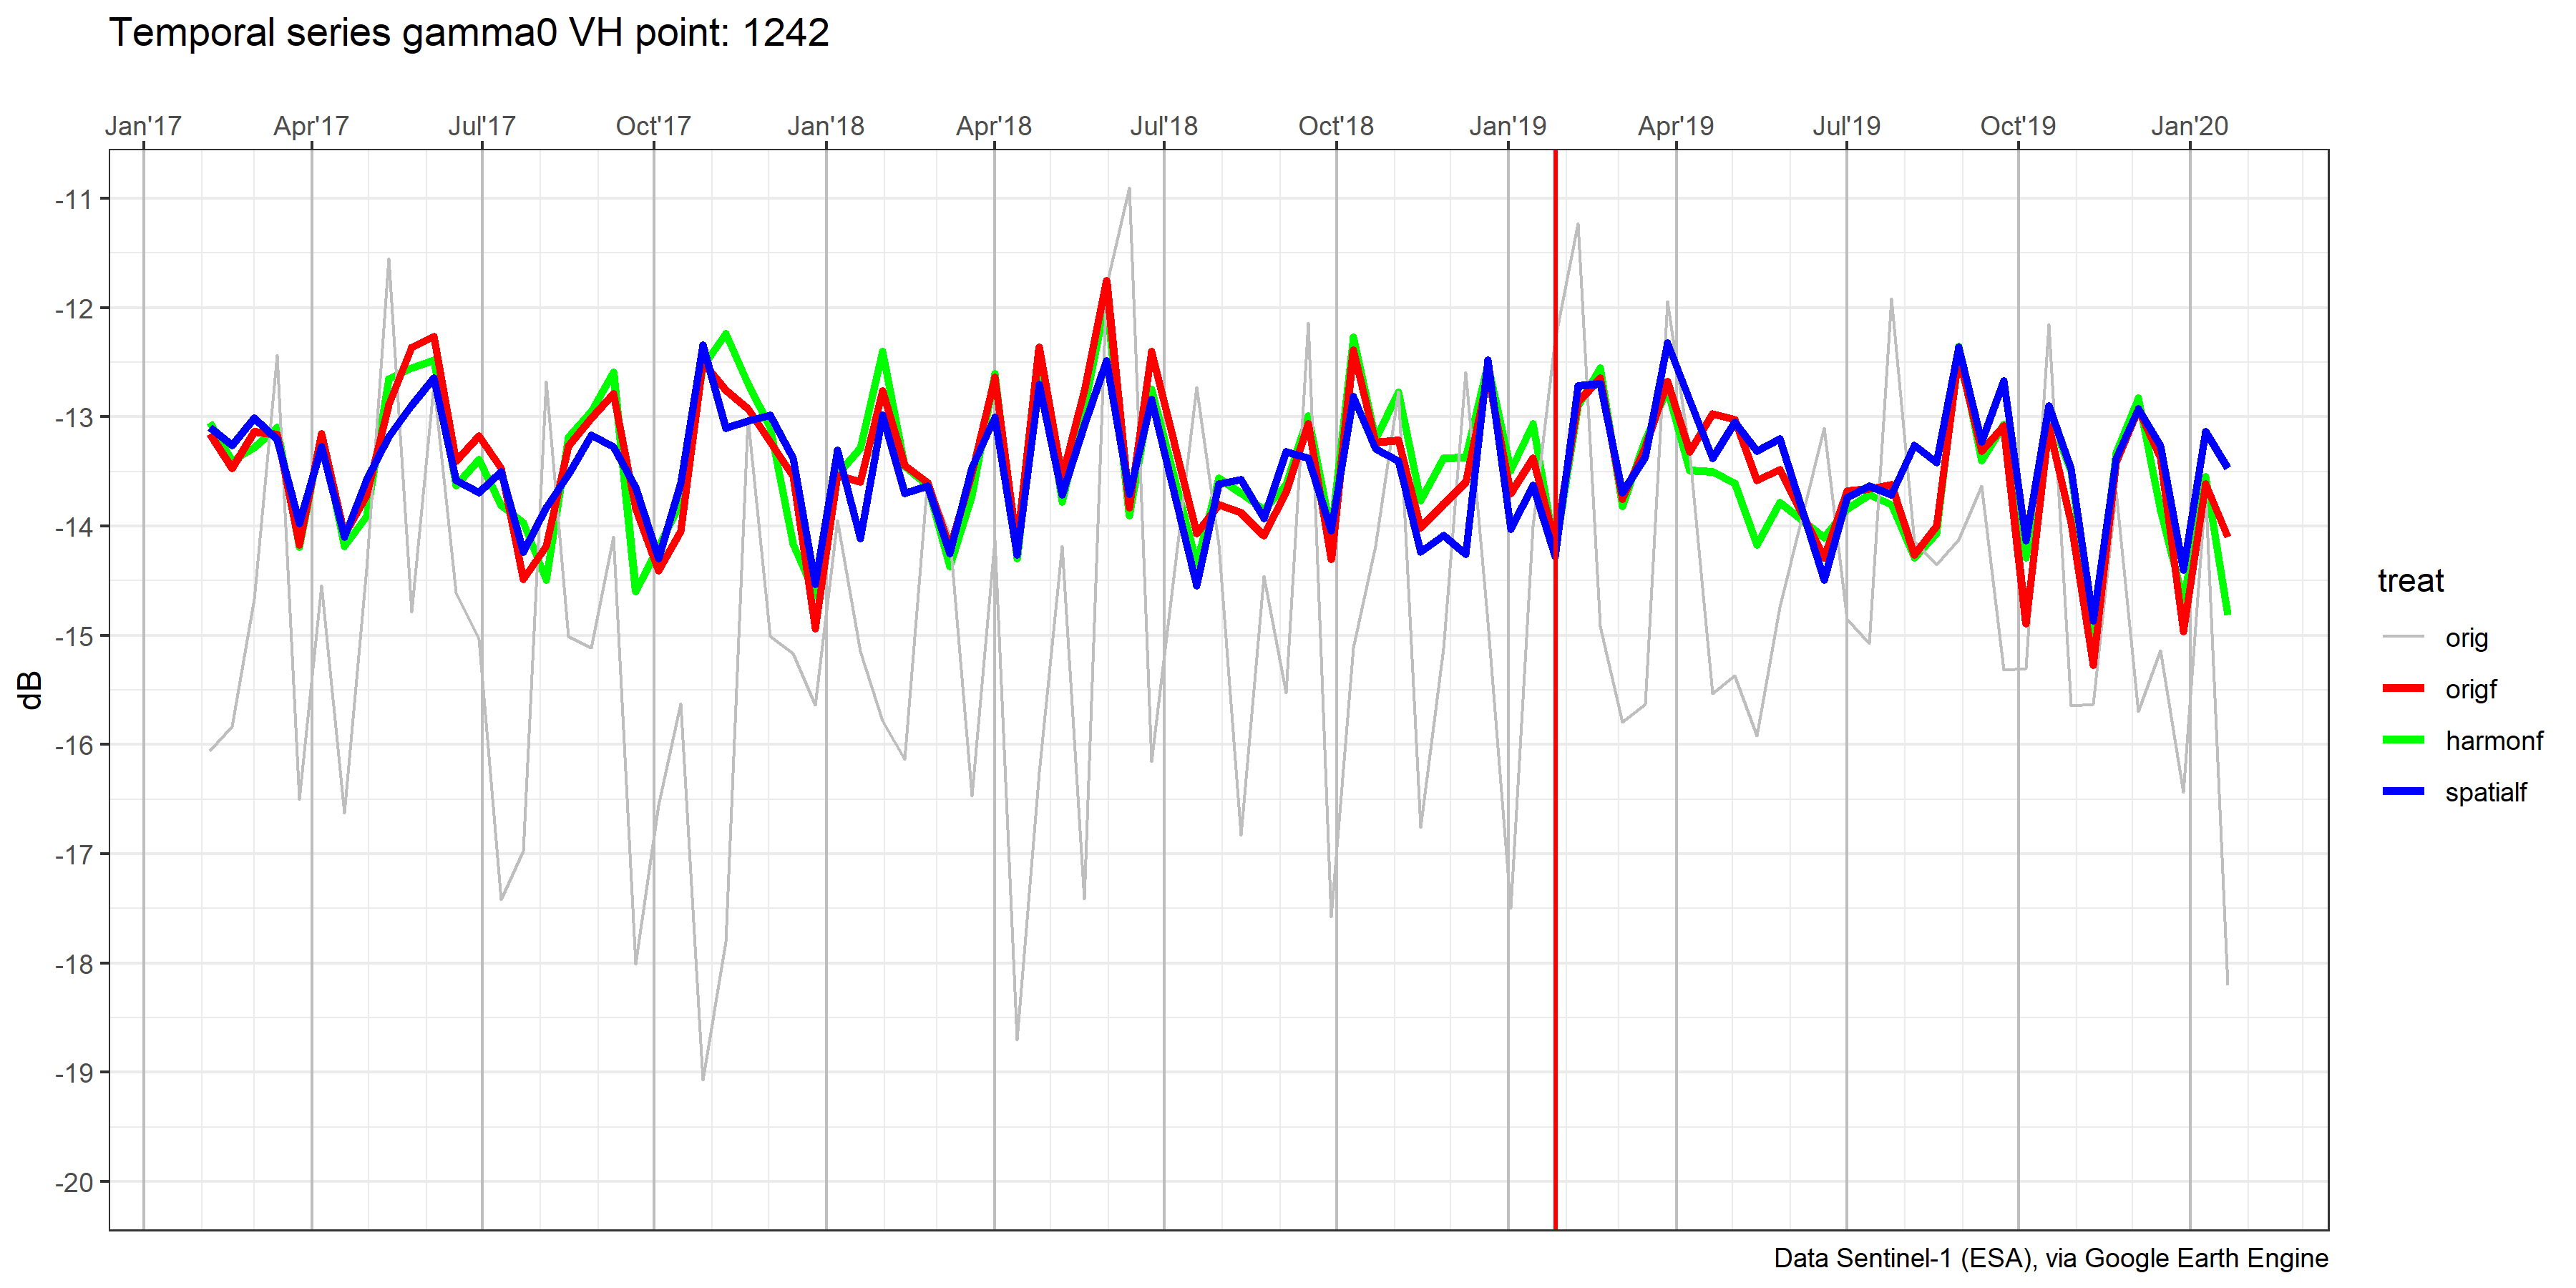 Temporal series gamma0 VH point: 1242
Jan'17 Apr'17 Jul'17 Oct'17 Jan'18 Apr'18 Jul'18 Oct'18 Jan'19 Apr'19 Jul'19 Oct'19 Jan'20
-11
-12
-13
-14
-15
-16
-17
-18
-19
-20
dB
treat
orig
origf
harmonf
spatialf
Data Sentinel-1 (ESA), via Google Earth Engine